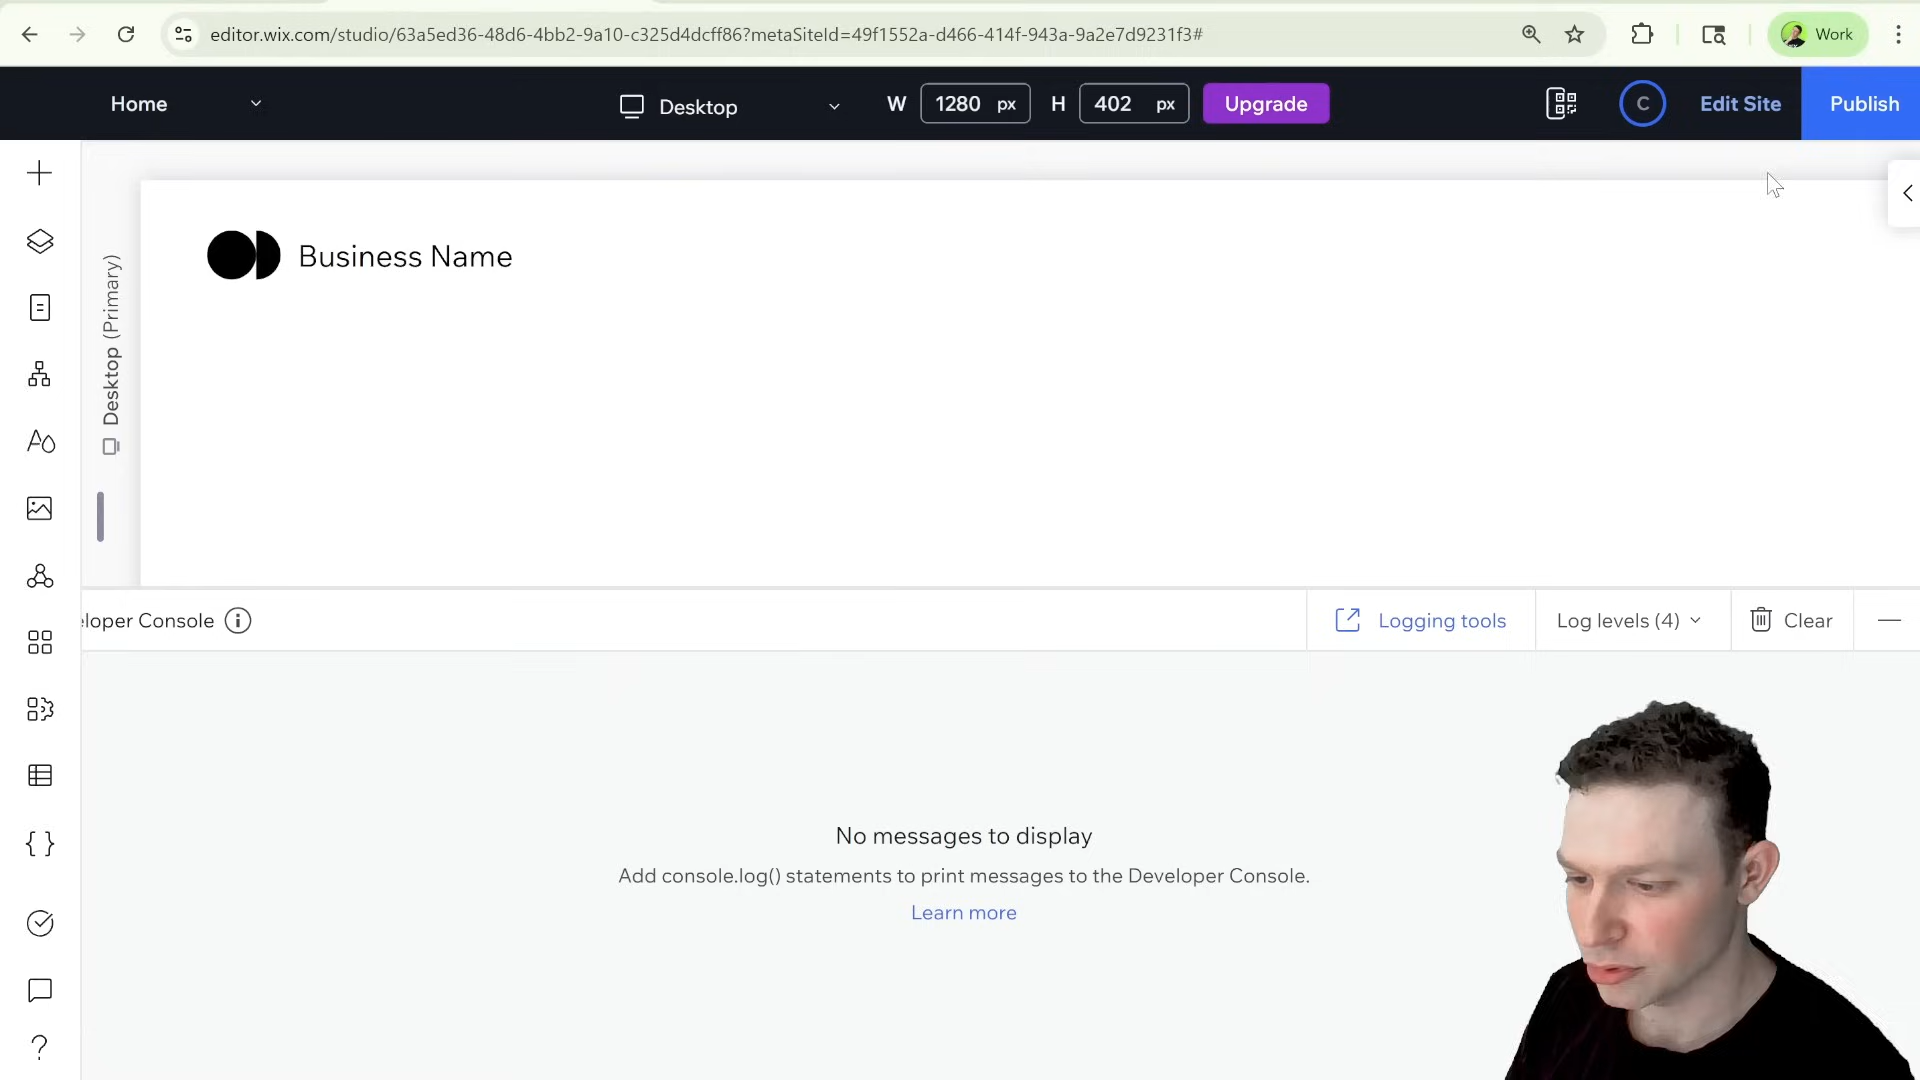 editor.wix.com/studio/63a5ed36-48d6-4bb2-9a10-c325d4dcff86?metaSiteId=49f1552a-d466-414f-943a-9a2e7d9231f3#
Work
Home
Desktop
W 1280 px
H 402 px
Upgrade
C
Edit Site
Publish
Desktop (Primary)
Business Name
eloper Console
Logging tools
Log levels (4)
Clear
No messages to display
Add console.log() statements to print messages to the Developer Console.
Learn more